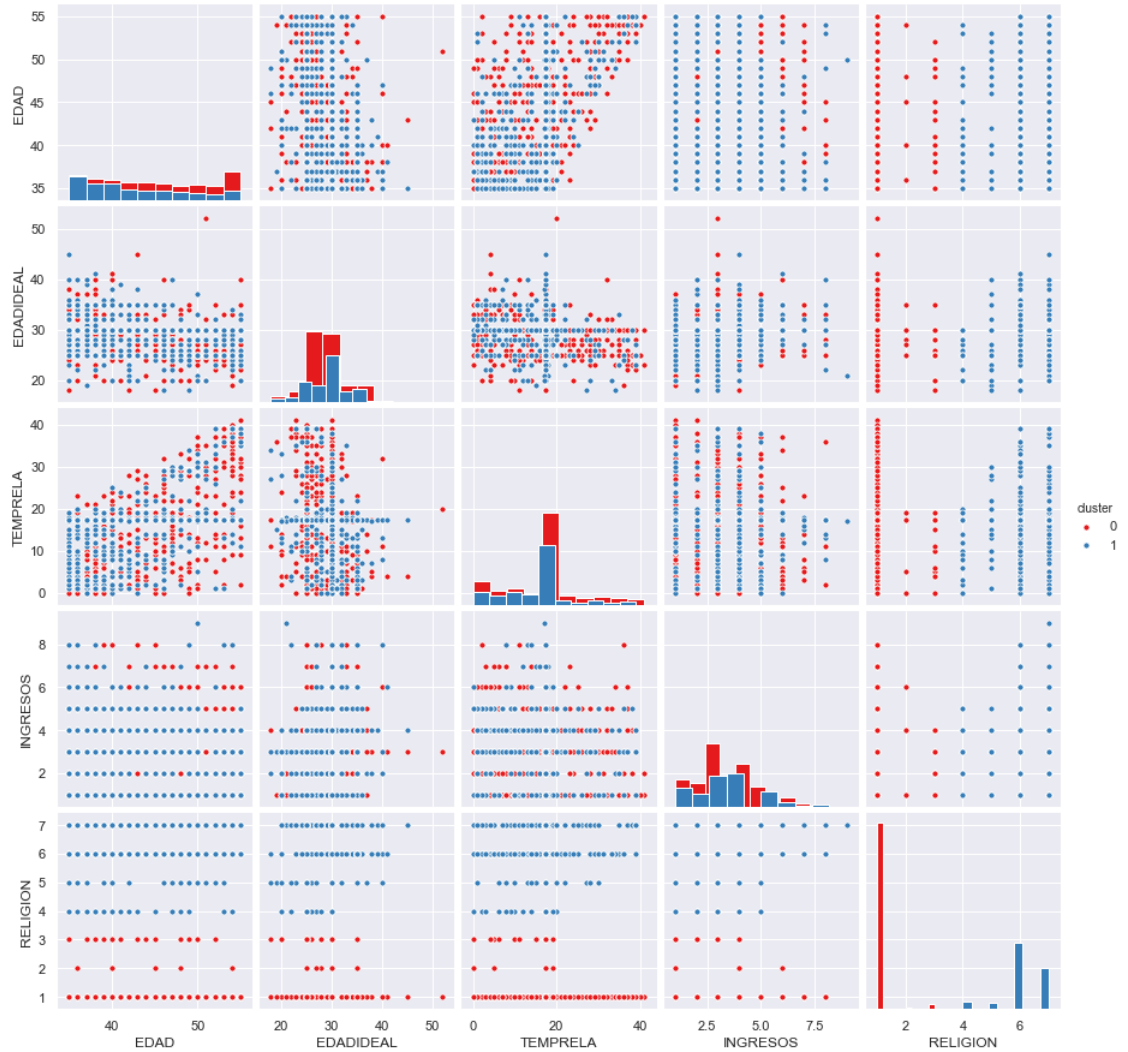 55
50
45
40
35
EDAD
50
40
30
20
EDADIDEAL
40
30
20
10
0
TEMPRELA
cluster
0
1
8
6
4
2
INGRESOS
7
6
5
4
3
2
1
RELIGION
40 50
20 30 40 50
0 20 40
2.5 5.0 7.5
2 4 6
EDAD EDADIDEAL TEMPRELA INGRESOS RELIGION